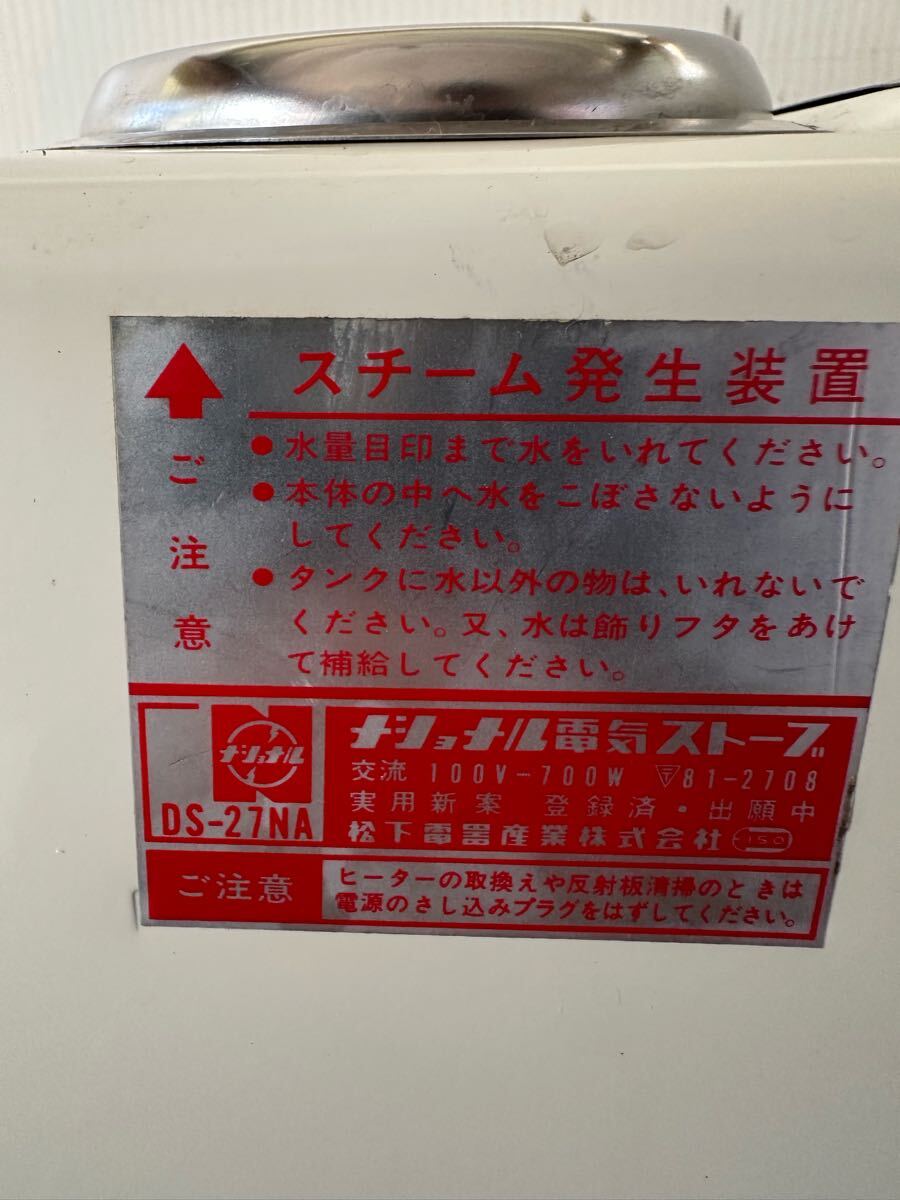 スチーム発生装置
ご注意
●水量目印まで水をいれてください。
●本体の中へ水をこぼさないように
してください。
●タンクに水以外の物は、いれないで
ください。又、水は飾りフタをあけ
て補給してください。
ナショナル
DS-27NA
ナショナル電気ストーブ
交流 100V-700W 〒81-2708
実用新案 登録済・出願中
松下電器産業株式会社 150
ご注意
ヒーターの取換えや反射板清掃のときは
電源のさし込みプラグをはずしてください。